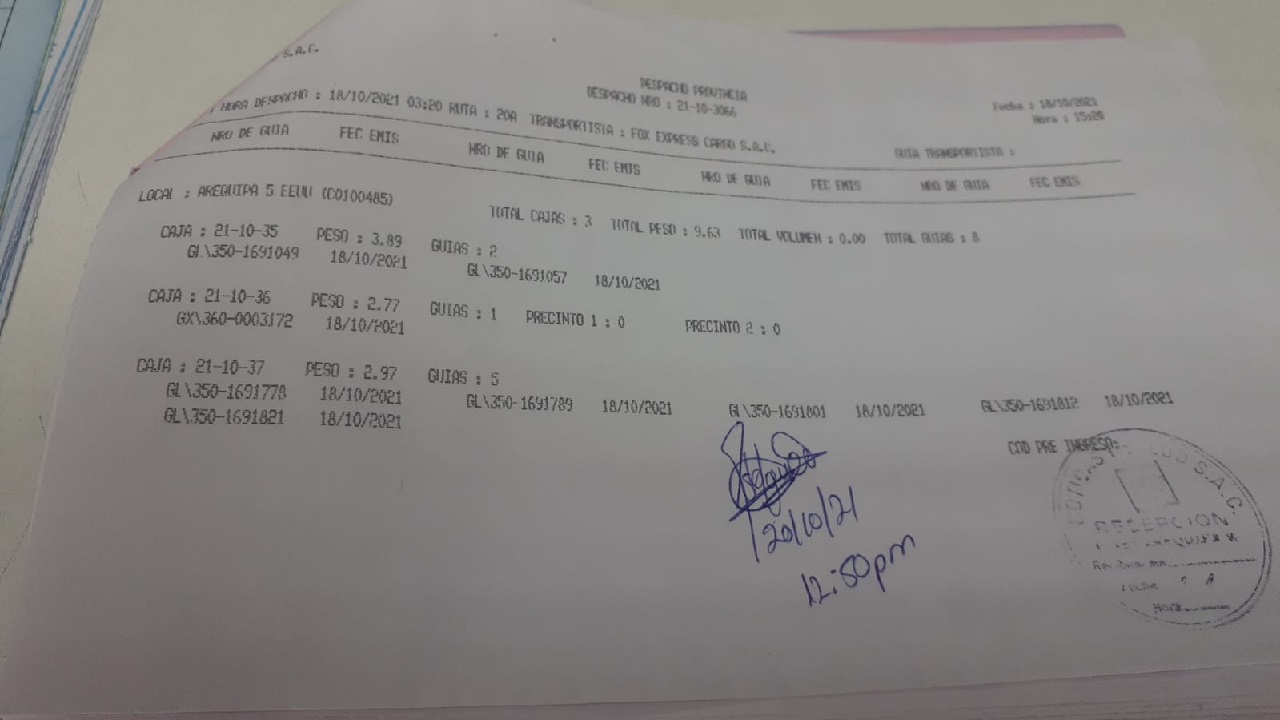 S.A.C.
DESPACHO PROVINCIA
DESPACHO NRO : 21-10-3066
Fecha : 18/10/2021
Hora : 15:20
HORA DESPACHO : 18/10/2021 03:20 RUTA : 20A TRANSPORTISTA : FOX EXPRESS CARGO S.A.C.
GUIA TRANSPORTISTA :
NRO DE GUIA FEC EMIS NRO DE GUIA FEC EMIS NRO DE GUIA FEC EMIS NRO DE GUIA FEC EMIS
LOCAL : AREQUIPA 5 EEUU (C0100485) TOTAL CAJAS : 3 TOTAL PESO : 9.63 TOTAL VOLUMEN : 0.00 TOTAL GUIAS : 8
CAJA : 21-10-35 PESO : 3.89 GUIAS : 2
GL\350-1691049 18/10/2021 GL\350-1691057 18/10/2021
CAJA : 21-10-36 PESO : 2.77 GUIAS : 1 PRECINTO 1 : 0 PRECINTO 2 : 0
GX\360-0003172 18/10/2021
CAJA : 21-10-37 PESO : 2.97 GUIAS : 5
GL\350-1691778 18/10/2021 GL\350-1691789 18/10/2021 GL\350-1691801 18/10/2021 GL\350-1691812 18/10/2021
GL\350-1691821 18/10/2021
COD PRE INGRESO:
20/10/21
12:50pm
S.A.C.
RECEPCION
FECHA
HORA